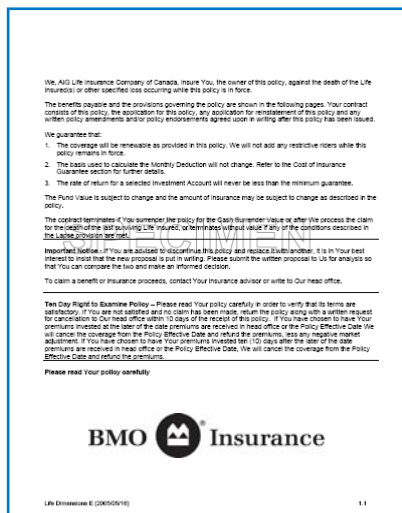 We, AIG Life Insurance Company of Canada, insure You, the owner of this policy, against the death of the Life
Insured(s) or other specified loss occurring while this policy is in force.
The benefits payable and the provisions governing the policy are shown in the following pages. Your contract
consists of this policy, the application for this policy, any application for reinstatement of this policy and any
written policy amendments and/or policy endorsements agreed upon in writing after this policy has been issued.
We guarantee that:
1. The coverage will be renewable as provided in this policy. We will not add any restrictive riders while this
policy remains in force.
2. The basis used to calculate the Monthly Deduction will not change. Refer to the Cost of Insurance
Guarantee section for further details.
3. The rate of return for a selected Investment Account will never be less than the minimum guarantee.
The Fund Value is subject to change and the amount of insurance may be subject to change as described in the
policy.
The contract terminates if You surrender the policy for the Cash Surrender Value or after We process the claim
for the death of the last surviving Life Insured, or terminates without value if any of the conditions described in
the Lapse provision are met.
SPECIMEN
Important Notice - If You are advised to discontinue this policy and replace it with another, it is in Your best
interest to insist that the new proposal is put in writing. Please submit the written proposal to Us for analysis so
that You can compare the two and make an informed decision.
To claim a benefit or insurance proceeds, contact Your insurance advisor or write to Our head office.
Ten Day Right to Examine Policy – Please read Your policy carefully in order to verify that its terms are
satisfactory. If You are not satisfied and no claim has been made, return the policy along with a written request
for cancellation to Our head office within 10 days of the receipt of this policy. If You have chosen to have Your
premiums invested at the later of the date premiums are received in head office or the Policy Effective Date We
will cancel the coverage from the Policy Effective Date and refund the premiums, less any negative market
adjustment. If You have chosen to have Your premiums invested ten (10) days after the later of the date
premiums are received in head office or the Policy Effective Date, We will cancel the coverage from the Policy
Effective Date and refund the premiums.
Please read Your policy carefully
BMO Insurance
Life Dimensions E (2005/05/16) 1.1